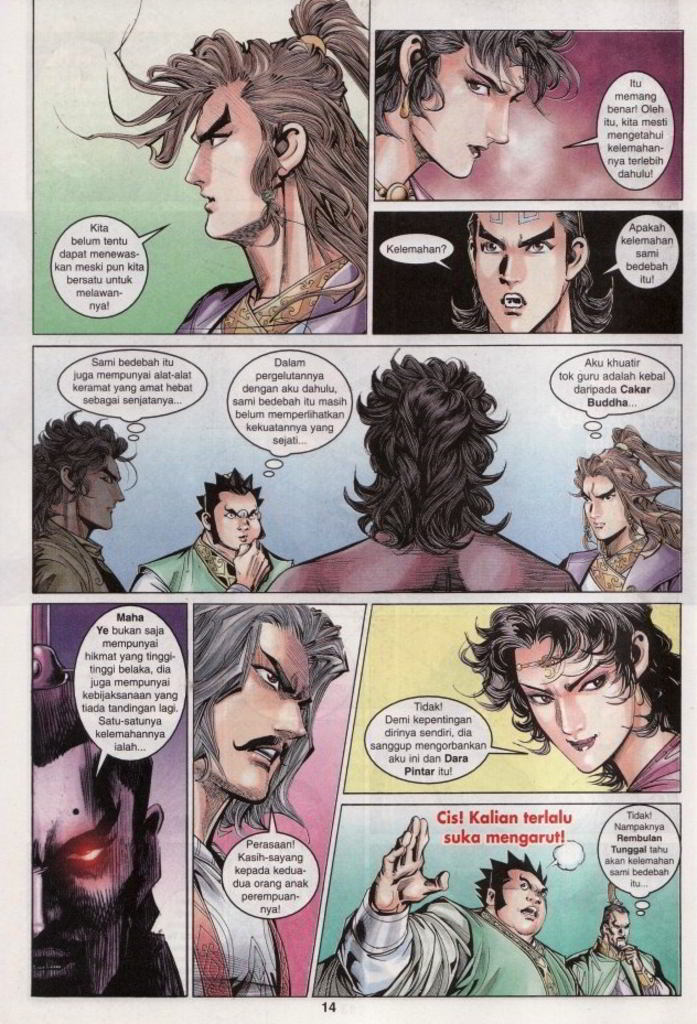 Kita
belum tentu
dapat menewas-
kan meski pun kita
bersatu untuk
melawan-
nya!
Itu
memang
benar! Oleh
itu, kita mesti
mengetahui
kelemahan-
nya terlebih
dahulu!
Kelemahan?
Apakah
kelemahan
sami
bedebah
itu!
Sami bedebah itu
juga mempunyai alat-alat
keramat yang amat hebat
sebagai senjatanya...
Dalam
pergelutannya
dengan aku dahulu,
sami bedebah itu masih
belum memperlihatkan
kekuatannya yang
sejati...
Aku khuatir
tok guru adalah kebal
daripada Cakar
Buddha...
Maha
Ye bukan saja
mempunyai
hikmat yang tinggi-
tinggi belaka, dia
juga mempunyai
kebijaksanaan yang
tiada tandingan lagi.
Satu-satunya
kelemahannya
ialah...
Perasaan!
Kasih-sayang
kepada kedua-
dua orang anak
perempuan-
nya!
Tidak!
Demi kepentingan
dirinya sendiri, dia
sanggup mengorbankan
aku ini dan Dara
Pintar itu!
Cis! Kalian terlalu
suka mengarut!
Tidak!
Nampaknya
Rembulan
Tunggal tahu
akan kelemahan
sami bedebah
itu...
14